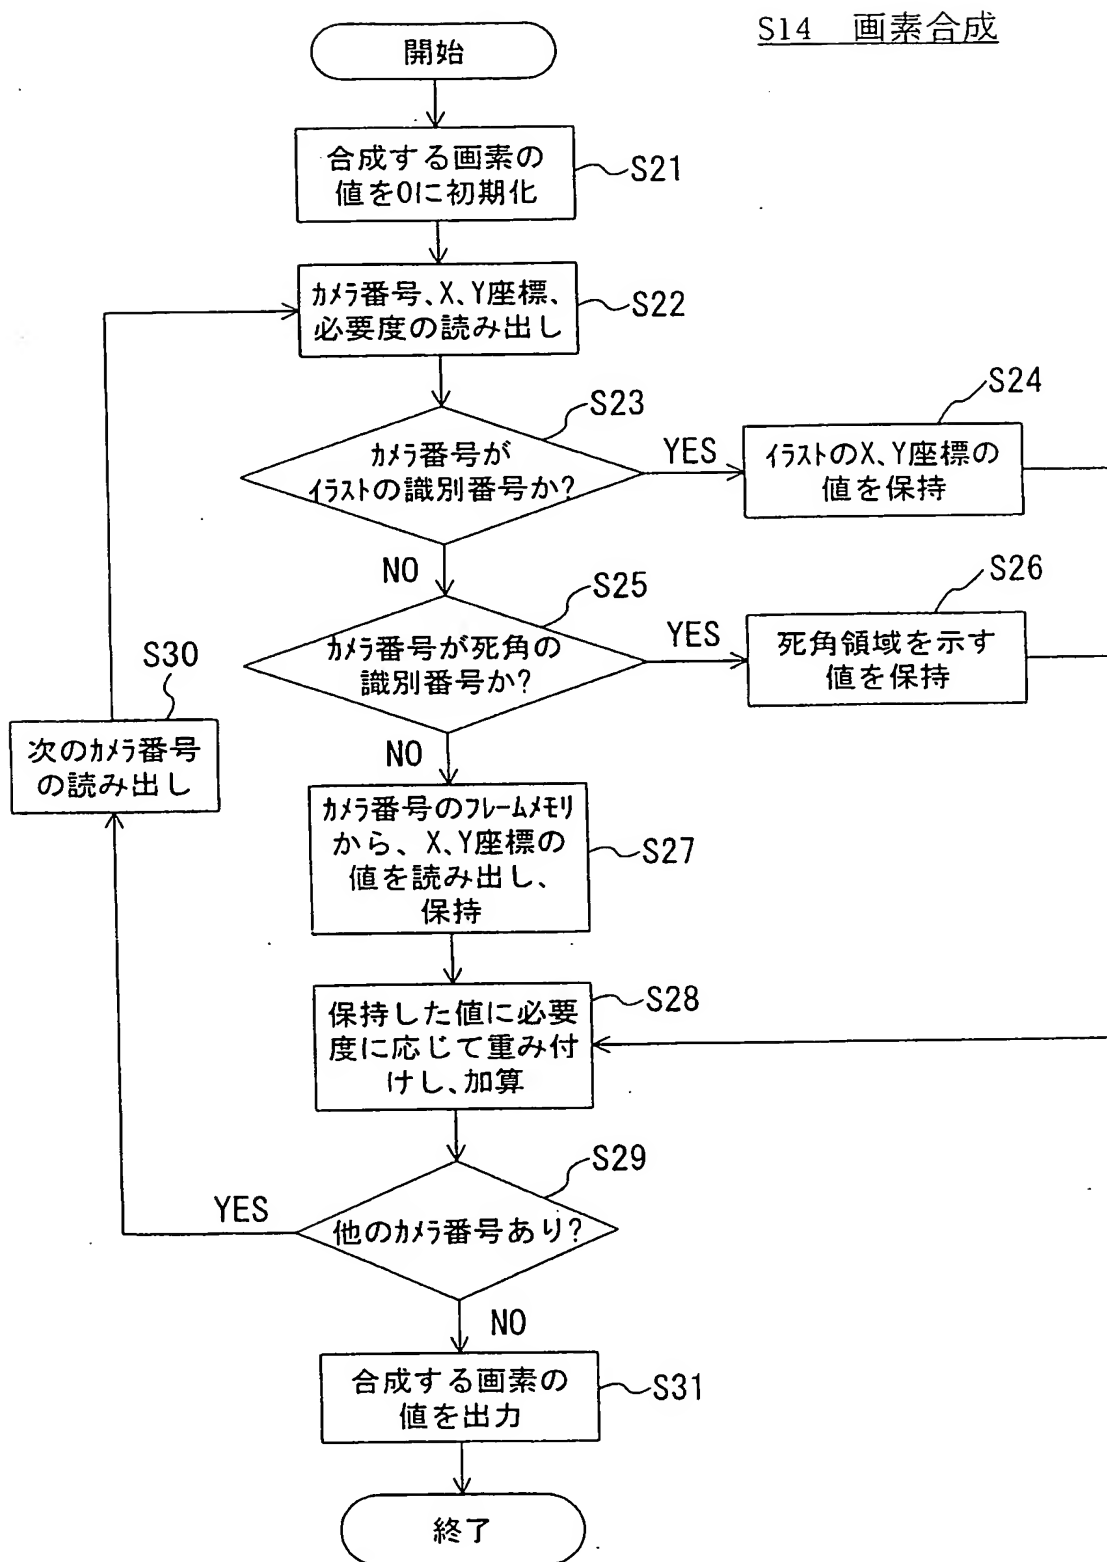 S14 画素合成
開始
合成する画素の
値を0に初期化
S21
カメラ番号、X、Y座標、
必要度の読み出し
S22
S23
カメラ番号が
イラストの識別番号か?
YES
S24
イラストのX、Y座標の
値を保持
NO
S25
カメラ番号が死角の
識別番号か?
YES
S26
死角領域を示す
値を保持
S30
次のカメラ番号
の読み出し
NO
カメラ番号のフレームメモリ
から、X、Y座標の
値を読み出し、
保持
S27
保持した値に必要
度に応じて重み付
けし、加算
S28
S29
他のカメラ番号あり?
YES
NO
合成する画素の
値を出力
S31
終了